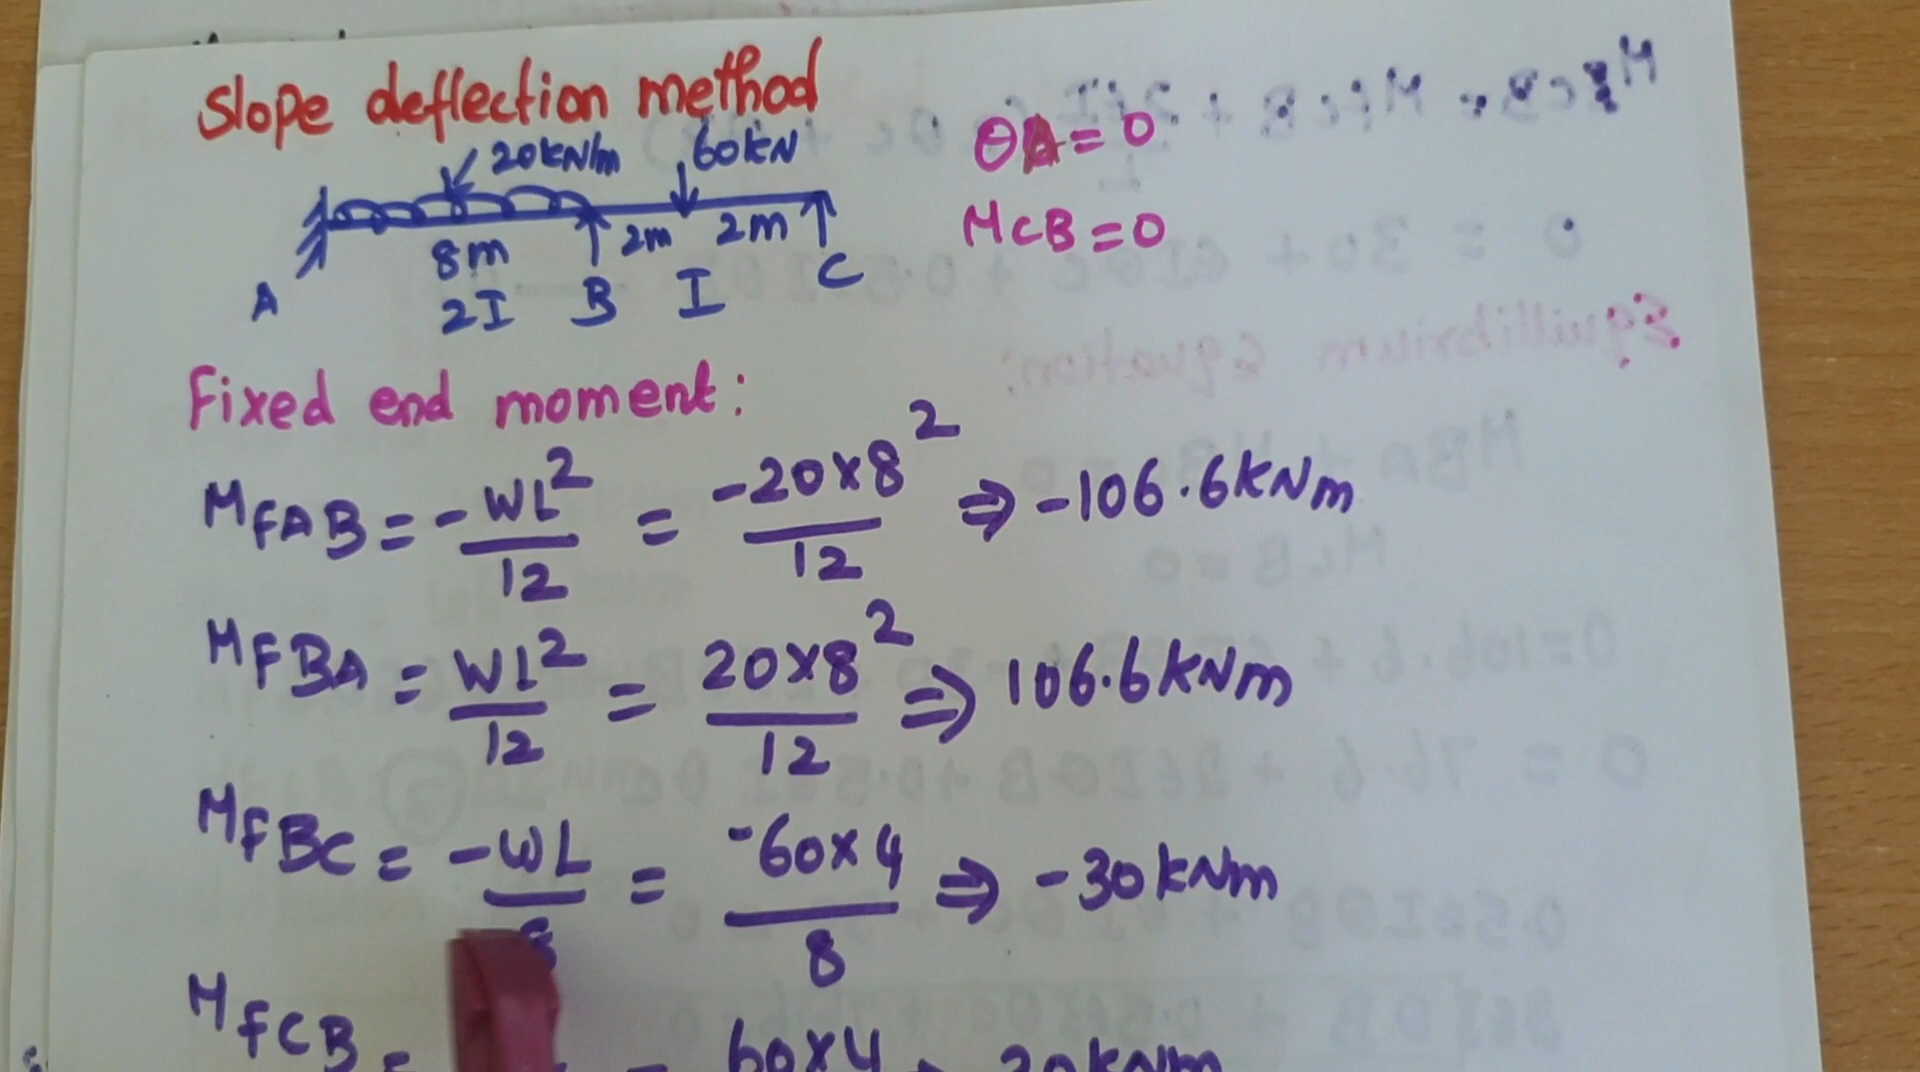 Slope deflection method
20kN/m 60kN
8m 2m 2m
A 2I B I C
θA = 0
MCB = 0
Fixed end moment:
MFAB = -WL²/12 = -20×8²/12 ⇒ -106.6kNm
MFBA = WL²/12 = 20×8²/12 ⇒ 106.6kNm
MFBC = -WL/8 = -60×4/8 ⇒ -30kNm
MFCB = = 60×4 30kNm